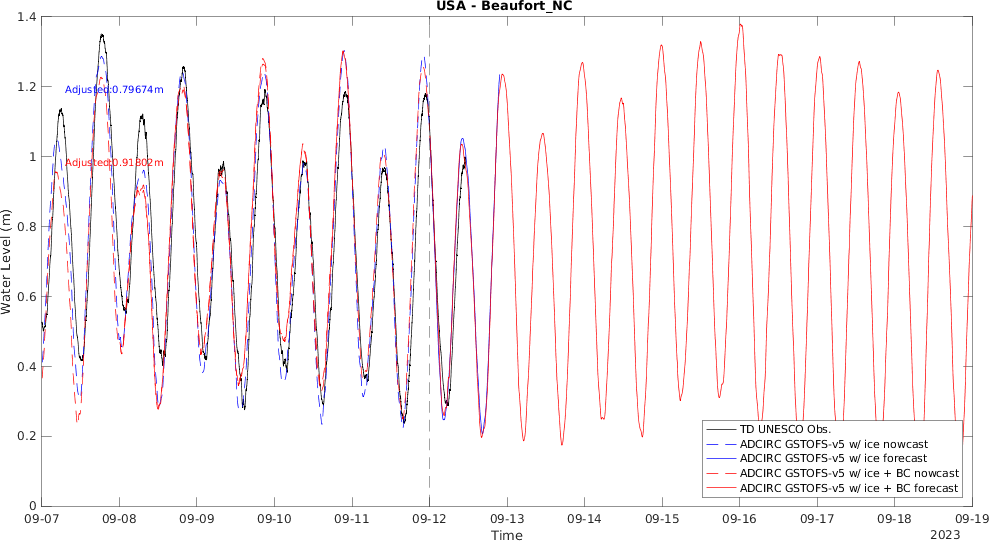 USA - Beaufort_NC
1.4
1.2
1
0.8
0.6
0.4
0.2
0
Water Level (m)
Adjusted:0.79674m
Adjusted:0.91302m
TD UNESCO Obs.
ADCIRC GSTOFS-v5 w/ ice nowcast
ADCIRC GSTOFS-v5 w/ ice forecast
ADCIRC GSTOFS-v5 w/ ice + BC nowcast
ADCIRC GSTOFS-v5 w/ ice + BC forecast
09-07 09-08 09-09 09-10 09-11 09-12 09-13 09-14 09-15 09-16 09-17 09-18 09-19
Time
2023